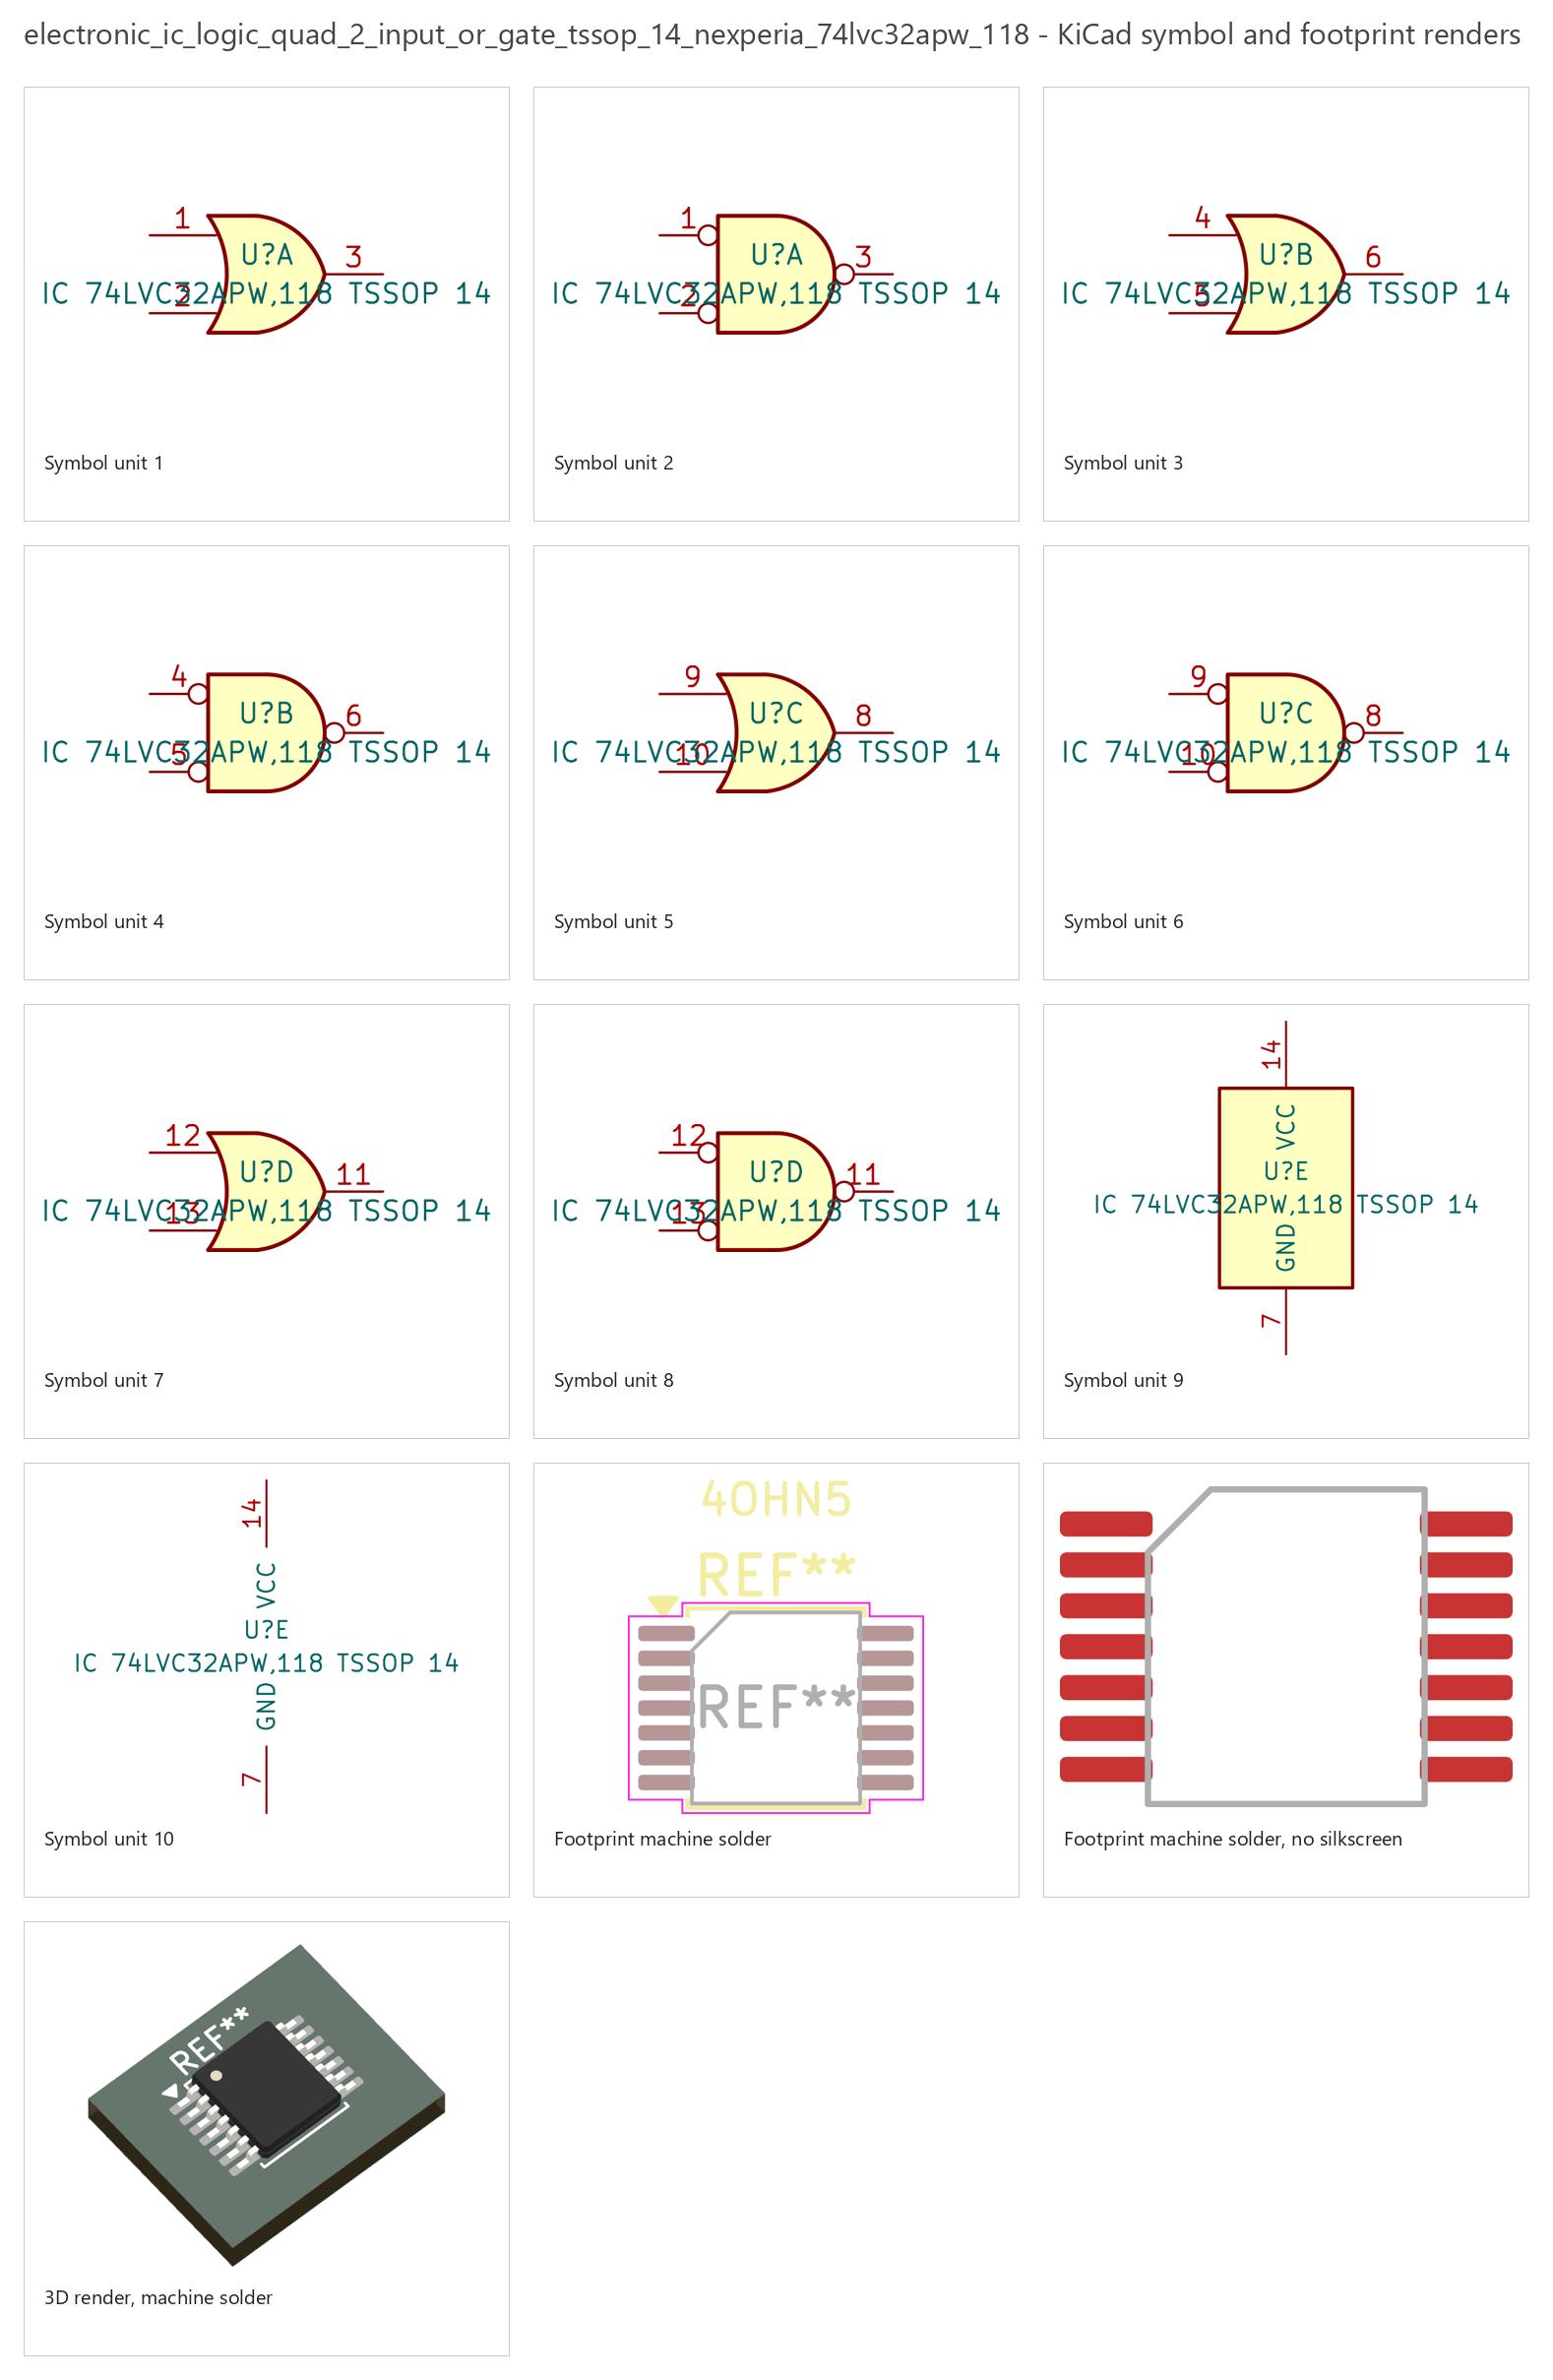 electronic_ic_logic_quad_2_input_or_gate_tssop_14_nexperia_74lvc32apw_118 - KiCad symbol and footprint renders
1
U?A
3
IC 74LVC32APW,118 TSSOP 14
2
Symbol unit 1
1
U?A
3
IC 74LVC32APW,118 TSSOP 14
2
Symbol unit 2
4
U?B
6
IC 74LVC32APW,118 TSSOP 14
5
Symbol unit 3
4
U?B
6
IC 74LVC32APW,118 TSSOP 14
5
Symbol unit 4
9
U?C
8
IC 74LVC32APW,118 TSSOP 14
10
Symbol unit 5
9
U?C
8
IC 74LVC32APW,118 TSSOP 14
10
Symbol unit 6
12
U?D
11
IC 74LVC32APW,118 TSSOP 14
13
Symbol unit 7
12
U?D
11
IC 74LVC32APW,118 TSSOP 14
13
Symbol unit 8
14
VCC
U?E
IC 74LVC32APW,118 TSSOP 14
GND
7
Symbol unit 9
14
VCC
U?E
IC 74LVC32APW,118 TSSOP 14
GND
7
Symbol unit 10
4OHN5
REF**
REF**
Footprint machine solder
Footprint machine solder, no silkscreen
REF**
3D render, machine solder